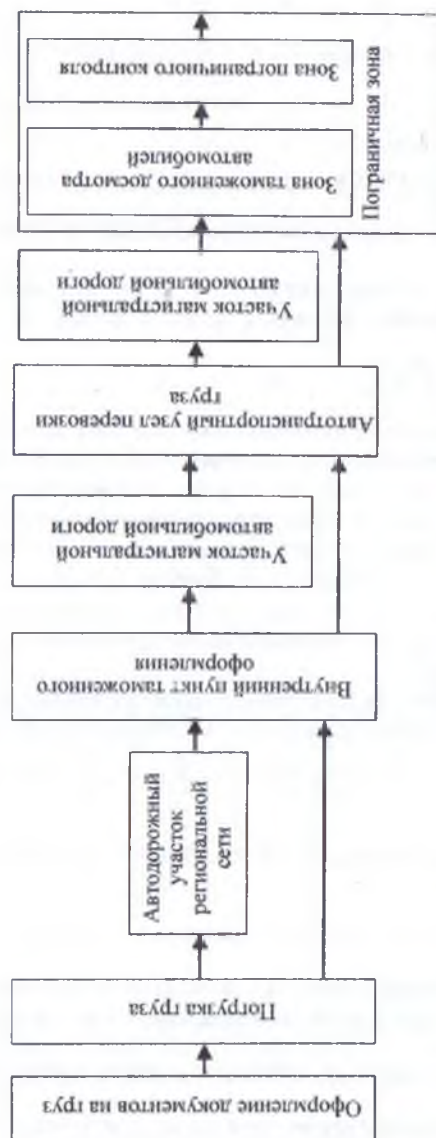 Оформление документов на груз
Погрузка груза
Автодорожный
участок
региональной
сети
Внутренний пункт таможенного
оформления
Участок магистральной
автомобильной дороги
Автотранспортный узел перевозки
груза
Участок магистральной
автомобильной дороги
Зона таможенного досмотра
автомобилей
Зона пограничного контроля
Пограничная зона